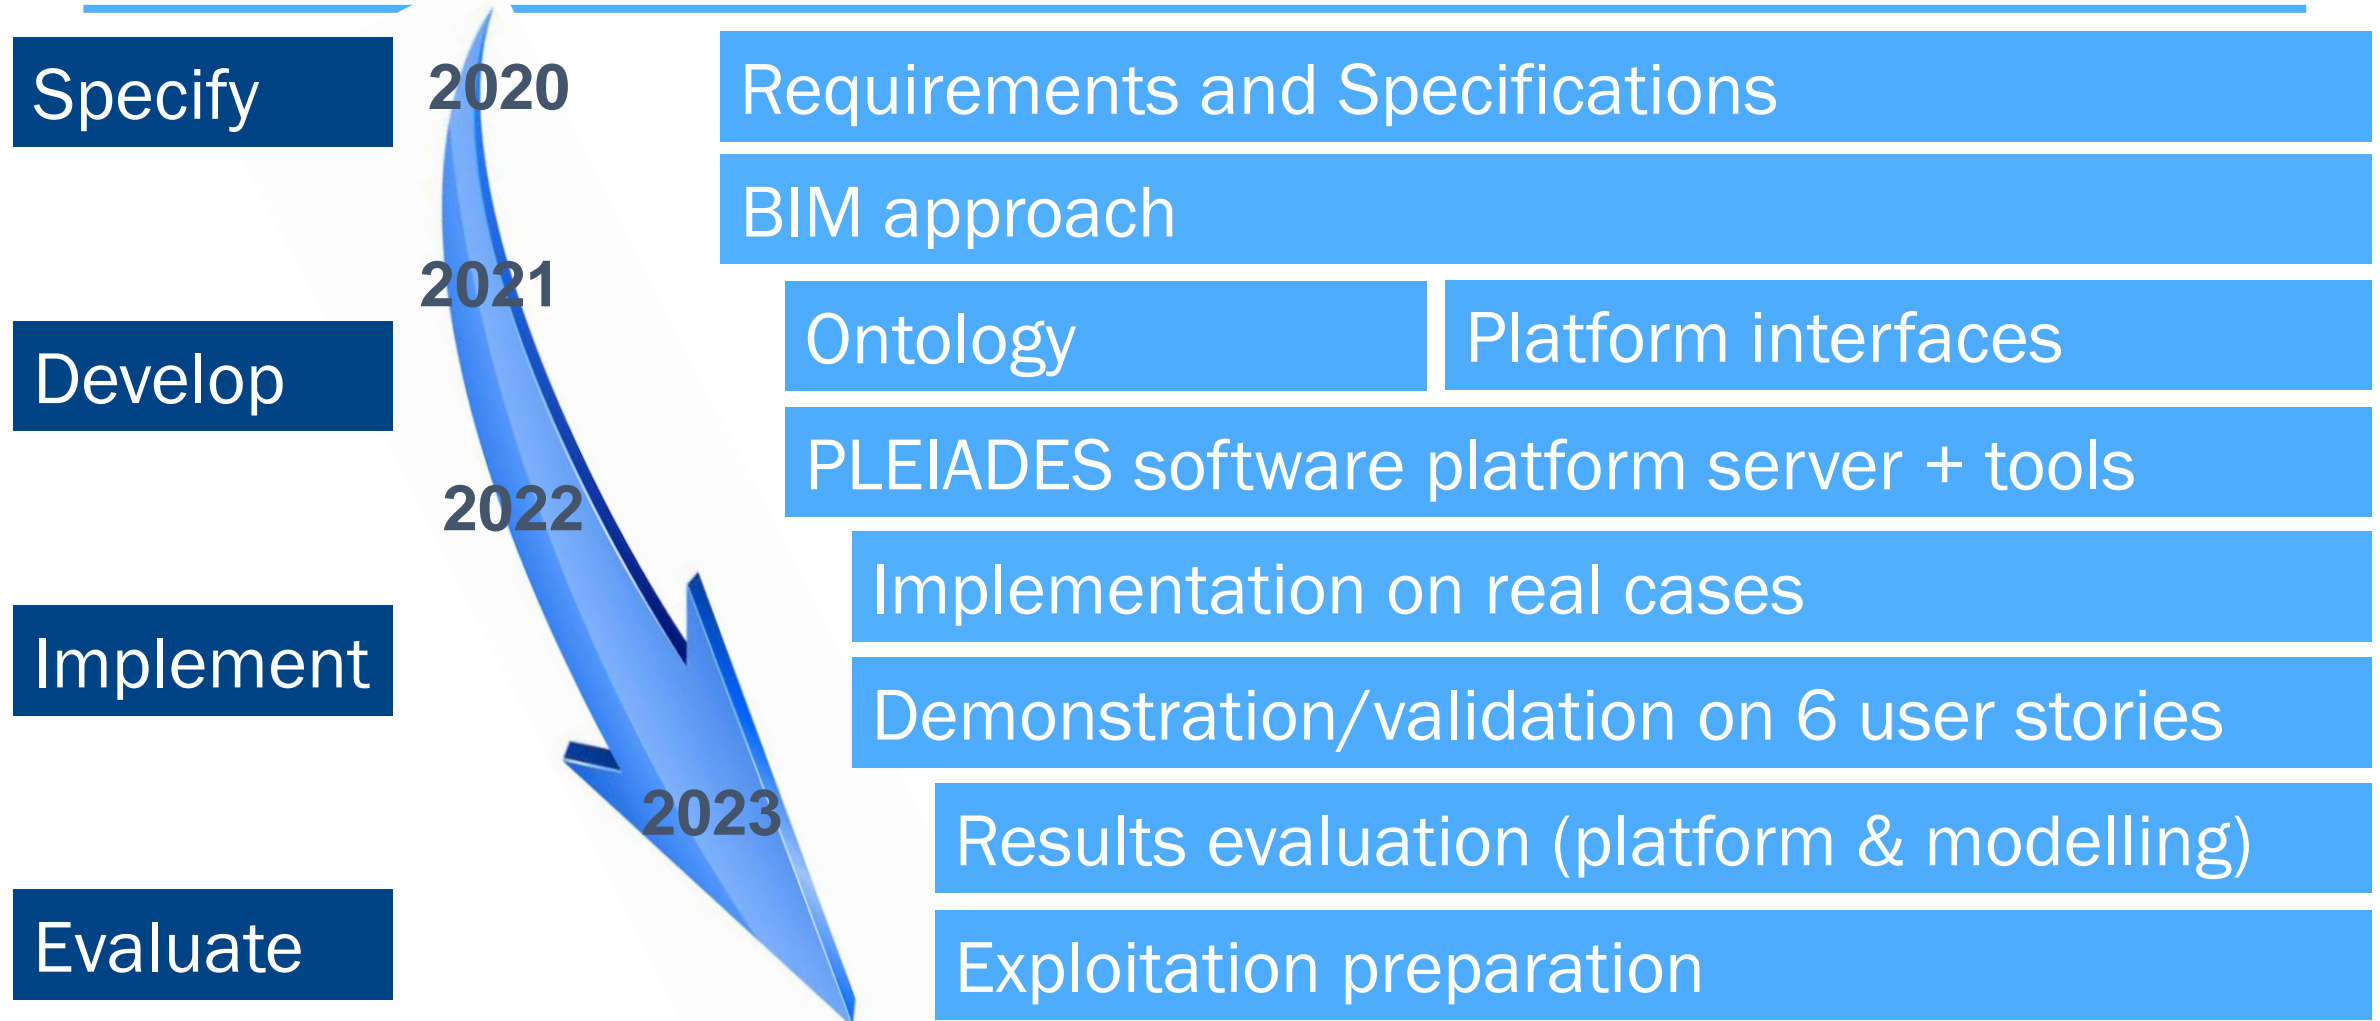 Specify
2020
Requirements and Specifications
BIM approach
2021
Develop
Ontology
Platform interfaces
PLEIADES software platform server + tools
2022
Implementation on real cases
Implement
Demonstration/validation on 6 user stories
2023
Results evaluation (platform & modelling)
Evaluate
Exploitation preparation